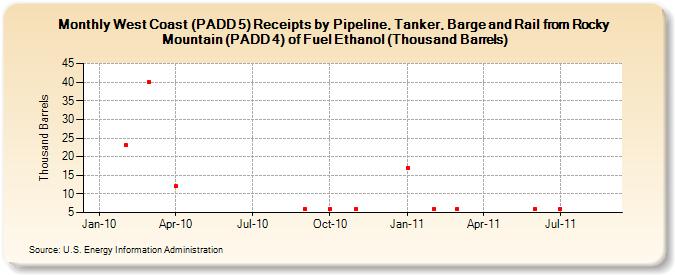 Monthly West Coast (PADD 5) Receipts by Pipeline, Tanker, Barge and Rail from Rocky
Mountain (PADD 4) of Fuel Ethanol (Thousand Barrels)
Thousand Barrels
45
40
35
30
25
20
15
10
5
Jan-10 Apr-10 Jul-10 Oct-10 Jan-11 Apr-11 Jul-11
Source: U.S. Energy Information Administration